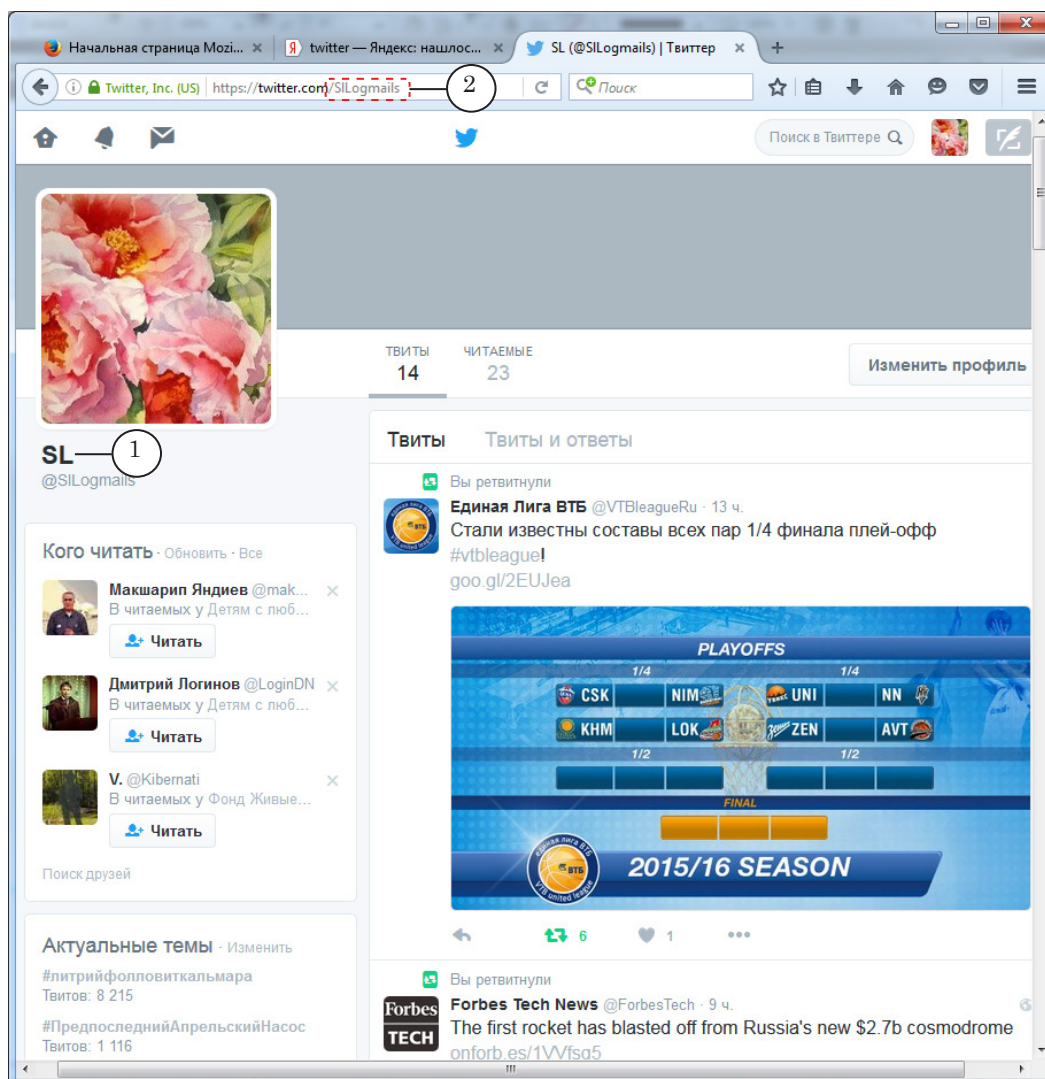 Начальная страница Mozi...
twitter — Яндекс: нашлос...
SL (@SlLogmails) | Твиттер
Twitter, Inc. (US)
https://twitter.com/SlLogmails
2
Поиск
Поиск в Твиттере
ТВИТЫ
14
ЧИТАЕМЫЕ
23
Изменить профиль
SL
1
@SlLogmails
Твиты
Твиты и ответы
Вы ретвитнули
Единая Лига ВТБ @VTBleagueRu · 13 ч.
Стали известны составы всех пар 1/4 финала плей-офф
#vtbleague!
goo.gl/2EUJea
PLAYOFFS
1/4
1/4
CSK NIM UNI NN
KHM LOK ZEN AVT
1/2
1/2
FINAL
единая лига ВТБ
ВТБ
VTB united league
2015/16 SEASON
6
1
Кого читать · Обновить · Все
Макшарип Яндиев @mak...
В читаемых у Детям с люб...
Читать
Дмитрий Логинов @LoginDN
В читаемых у Детям с люб...
Читать
V. @Kibernati
В читаемых у Фонд Живые...
Читать
Поиск друзей
Актуальные темы · Изменить
#литрийфолловиткальмара
Твитов: 8 215
#ПредпоследнийАпрельскийНасос
Твитов: 1 116
Вы ретвитнули
Forbes
TECH
Forbes Tech News @ForbesTech · 9 ч.
The first rocket has blasted off from Russia's new $2.7b cosmodrome
onforb.es/1VVfsg5